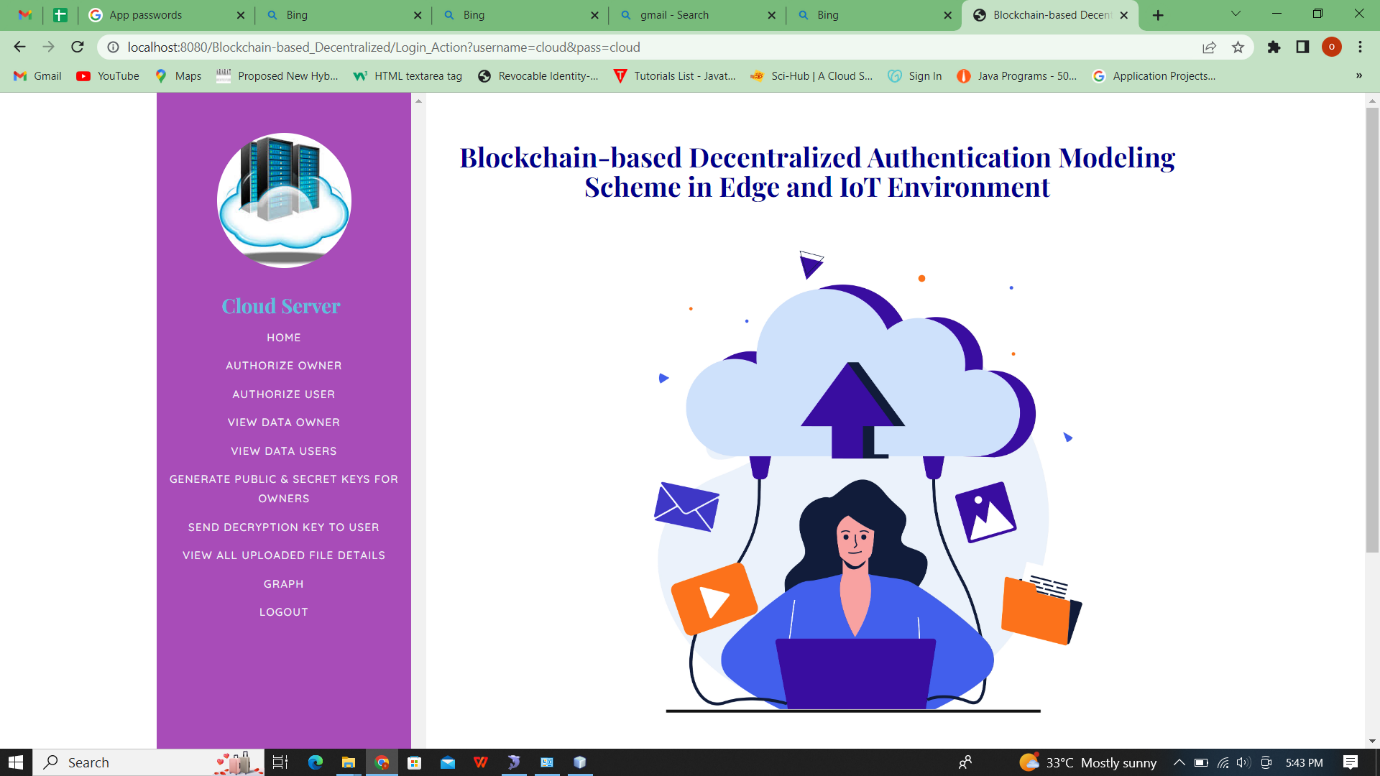 App passwords
Bing
Bing
gmail - Search
Bing
Blockchain-based Decen
localhost:8080/Blockchain-based_Decentralized/Login_Action?username=cloud&pass=cloud
O
Gmail
YouTube
Maps
Proposed New Hyb...
HTML textarea tag
Revocable Identity-...
Tutorials List - Javat...
Sci-Hub | A Cloud S...
Sign In
Java Programs - 50...
Application Projects...
»
Blockchain-based Decentralized Authentication Modeling
Scheme in Edge and IoT Environment
Cloud Server
HOME
AUTHORIZE OWNER
AUTHORIZE USER
VIEW DATA OWNER
VIEW DATA USERS
GENERATE PUBLIC & SECRET KEYS FOR
OWNERS
SEND DECRYPTION KEY TO USER
VIEW ALL UPLOADED FILE DETAILS
GRAPH
LOGOUT
Search
33°C Mostly sunny
5:43 PM